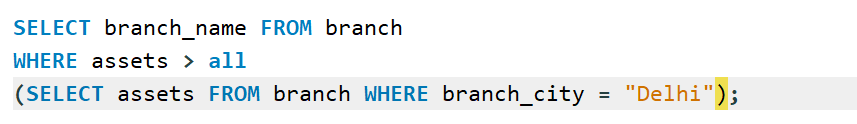 SELECT branch_name FROM branch
WHERE assets > all
(SELECT assets FROM branch WHERE branch_city = "Delhi");